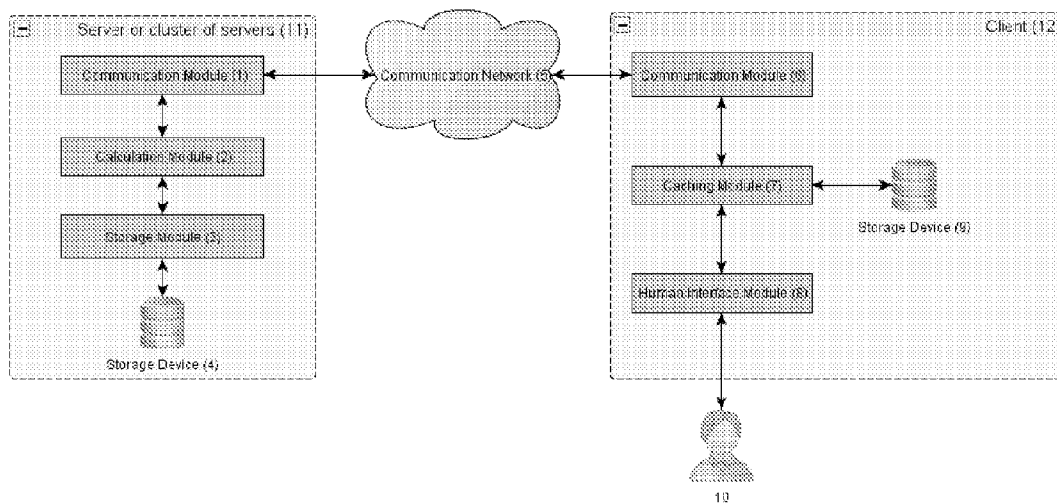 Server or cluster of servers (11)
Communication Module (1)
Calculation Module (2)
Storage Module (3)
Storage Device (4)
Communication Network (5)
Client (12
Communication Module (6)
Caching Module (7)
Storage Device (9)
Human Interface Module (8)
10